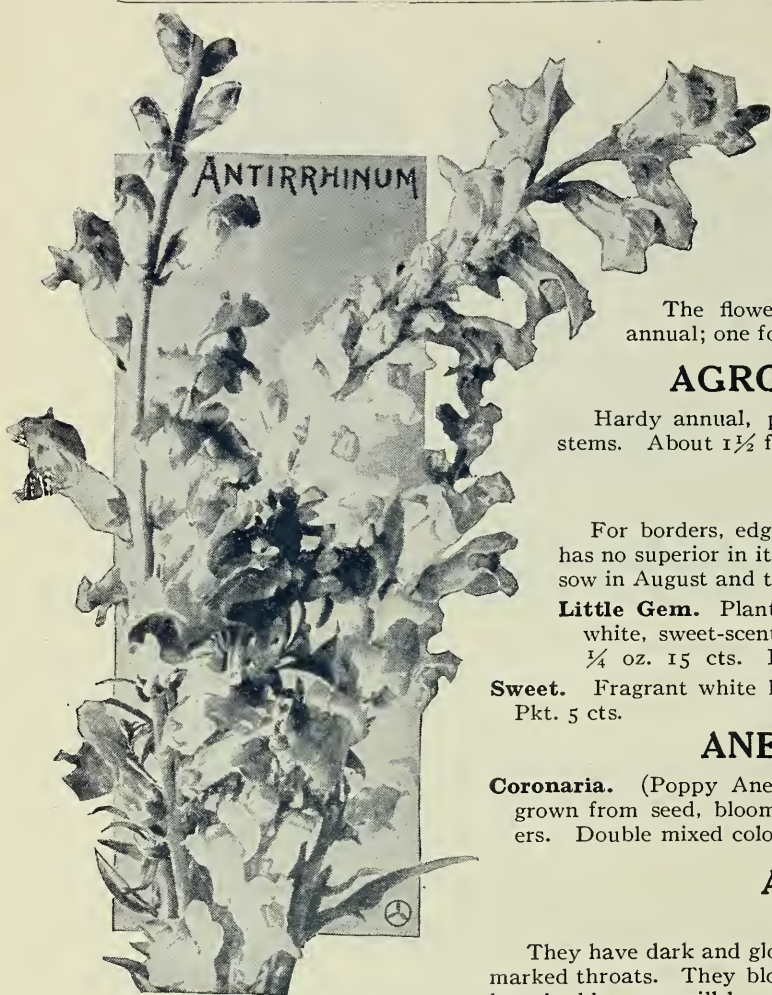 ANTIRRHINUM
The flowe
annual; one fo
AGRO
Hardy annual, p
stems. About 1½ f
For borders, edg
has no superior in it
sow in August and t
Little Gem. Plant
white, sweet-scent
¼ oz. 15 cts. 
Sweet. Fragrant white
Pkt. 5 cts.
ANE
Coronaria. (Poppy Ane
grown from seed, bloom
ers. Double mixed colo
A
They have dark and glo
marked throats. They blo